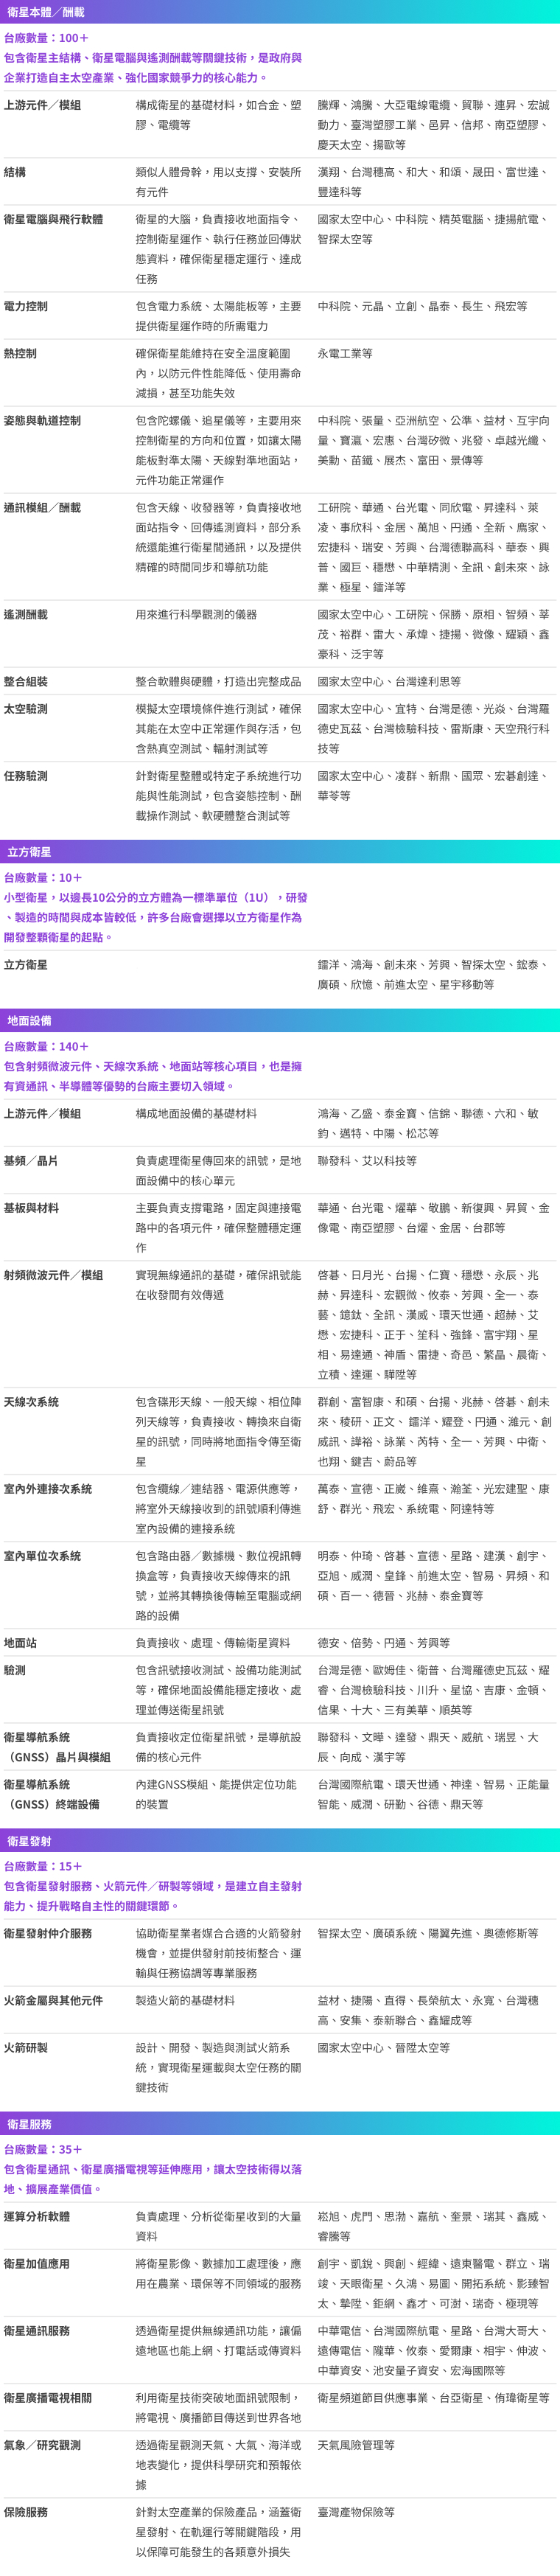 衛星本體／酬載
台廠數量：100＋
包含衛星主結構、衛星電腦與遙測酬載等關鍵技術，是政府與
企業打造自主太空產業、強化國家競爭力的核心能力。
上游元件／模組
構成衛星的基礎材料，如合金、塑
膠、電纜等
騰輝、鴻騰、大亞電線電纜、貿聯、連昇、宏誠
動力、臺灣塑膠工業、邑昇、信邦、南亞塑膠、
慶天太空、揚歐等
結構
類似人體骨幹，用以支撐、安裝所
有元件
漢翔、台灣穗高、和大、和頌、晟田、富世達、
豐達科等
衛星電腦與飛行軟體
衛星的大腦，負責接收地面指令、
控制衛星運作、執行任務並回傳狀
態資料，確保衛星穩定運行、達成
任務
國家太空中心、中科院、精英電腦、捷揚航電、
智探太空等
電力控制
包含電力系統、太陽能板等，主要
提供衛星運作時的所需電力
中科院、元晶、立創、晶泰、長生、飛宏等
熱控制
確保衛星能維持在安全溫度範圍
內，以防元件性能降低、使用壽命
減損，甚至功能失效
永電工業等
姿態與軌道控制
包含陀螺儀、追星儀等，主要用來
控制衛星的方向和位置，如讓太陽
能板對準太陽、天線對準地面站，
元件功能正常運作
中科院、張量、亞洲航空、公準、益材、互宇向
量、寶瀛、宏惠、台灣矽微、兆發、卓越光纖、
美勳、苗鐵、展杰、富田、景傳等
通訊模組／酬載
包含天線、收發器等，負責接收地
面站指令、回傳遙測資料，部分系
統還能進行衛星間通訊，以及提供
精確的時間同步和導航功能
工研院、華通、台光電、同欣電、昇達科、萊
凌、事欣科、金居、萬旭、円通、全新、鴈家、
宏捷科、瑞安、芳興、台灣德聯高科、華泰、興
普、國巨、穩懋、中華精測、全訊、創未來、詠
業、極星、鐳洋等
遙測酬載
用來進行科學觀測的儀器
國家太空中心、工研院、保勝、原相、智頻、莘
茂、裕群、雷大、承煒、捷揚、微像、耀穎、鑫
豪科、泛宇等
整合組裝
整合軟體與硬體，打造出完整成品
國家太空中心、台灣達利思等
太空驗測
模擬太空環境條件進行測試，確保
其能在太空中正常運作與存活，包
含熱真空測試、輻射測試等
國家太空中心、宜特、台灣是德、光焱、台灣羅
德史瓦茲、台灣檢驗科技、雷斯康、天空飛行科
技等
任務驗測
針對衛星整體或特定子系統進行功
能與性能測試，包含姿態控制、酬
載操作測試、軟硬體整合測試等
國家太空中心、凌群、新鼎、國眾、宏碁創達、
華苓等
立方衛星
台廠數量：10＋
小型衛星，以邊長10公分的立方體為一標準單位（1U），研發
、製造的時間與成本皆較低，許多台廠會選擇以立方衛星作為
開發整顆衛星的起點。
立方衛星
鐳洋、鴻海、創未來、芳興、智探太空、鋐泰、
廣碩、欣憶、前進太空、星宇移動等
地面設備
台廠數量：140＋
包含射頻微波元件、天線次系統、地面站等核心項目，也是擁
有資通訊、半導體等優勢的台廠主要切入領域。
上游元件／模組
構成地面設備的基礎材料
鴻海、乙盛、泰金寶、信錦、聯德、六和、敏
鈞、邁特、中陽、松芯等
基頻／晶片
負責處理衛星傳回來的訊號，是地
面設備中的核心單元
聯發科、艾以科技等
基板與材料
主要負責支撐電路，固定與連接電
路中的各項元件，確保整體穩定運
作
華通、台光電、燿華、敬鵬、新復興、昇貿、金
像電、南亞塑膠、台燿、金居、台郡等
射頻微波元件／模組
實現無線通訊的基礎，確保訊號能
在收發間有效傳遞
啓碁、日月光、台揚、仁寶、穩懋、永辰、兆
赫、昇達科、宏觀微、攸泰、芳興、全一、泰
藝、鐿鈦、全訊、漢威、環天世通、超赫、艾
懋、宏捷科、正于、笙科、強鋒、富宇翔、星
相、易達通、神盾、雷捷、奇邑、繁晶、晨衛、
立積、達運、驊陞等
天線次系統
包含碟形天線、一般天線、相位陣
列天線等，負責接收、轉換來自衛
星的訊號，同時將地面指令傳至衛
星
群創、富智康、和碩、台揚、兆赫、啓碁、創未
來、稜研、正文、 鐳洋、耀登、円通、濰元、創
威訊、譁裕、詠業、芮特、全一、芳興、中衛、
也翔、鍵吉、蔚品等
室內外連接次系統
包含纜線／連結器、電源供應等，
將室外天線接收到的訊號順利傳進
室內設備的連接系統
萬泰、宣德、正崴、維熹、瀚荃、光宏建聖、康
舒、群光、飛宏、系統電、阿達特等
室內單位次系統
包含路由器／數據機、數位視訊轉
換盒等，負責接收天線傳來的訊
號，並將其轉換後傳輸至電腦或網
路的設備
明泰、仲琦、啓碁、宣德、星路、建漢、創宇、
亞旭、威潤、皇鋒、前進太空、智易、昇頻、和
碩、百一、德晉、兆赫、泰金寶等
地面站
負責接收、處理、傳輸衛星資料
德安、倍勢、円通、芳興等
驗測
包含訊號接收測試、設備功能測試
等，確保地面設備能穩定接收、處
理並傳送衛星訊號
台灣是德、歐姆佳、衛普、台灣羅德史瓦茲、耀
睿、台灣檢驗科技、川升、星協、吉康、金頓、
信果、十大、三有美華、順英等
衛星導航系統
（GNSS）晶片與模組
負責接收定位衛星訊號，是導航設
備的核心元件
聯發科、文曄、達發、鼎天、威航、瑞昱、大
辰、向成、漢宇等
衛星導航系統
（GNSS）終端設備
內建GNSS模組、能提供定位功能
的裝置
台灣國際航電、環天世通、神達、智易、正能量
智能、威潤、研勤、谷德、鼎天等
衛星發射
台廠數量：15＋
包含衛星發射服務、火箭元件／研製等領域，是建立自主發射
能力、提升戰略自主性的關鍵環節。
衛星發射仲介服務
協助衛星業者媒合合適的火箭發射
機會，並提供發射前技術整合、運
輸與任務協調等專業服務
智探太空、廣碩系統、陽翼先進、奧德修斯等
火箭金屬與其他元件
製造火箭的基礎材料
益材、捷陽、直得、長榮航太、永寬、台灣穗
高、安集、泰新聯合、鑫耀成等
火箭研製
設計、開發、製造與測試火箭系
統，實現衛星運載與太空任務的關
鍵技術
國家太空中心、晉陞太空等
衛星服務
台廠數量：35＋
包含衛星通訊、衛星廣播電視等延伸應用，讓太空技術得以落
地、擴展產業價值。
運算分析軟體
負責處理、分析從衛星收到的大量
資料
崧旭、虎門、思渤、嘉航、奎景、瑞其、鑫威、
睿騰等
衛星加值應用
將衛星影像、數據加工處理後，應
用在農業、環保等不同領域的服務
創宇、凱銳、興創、經緯、遠東醫電、群立、瑞
竣、天眼衛星、久鴻、易圖、開拓系統、影臻智
太、摯陞、鉅網、鑫才、可澍、瑞奇、極現等
衛星通訊服務
透過衛星提供無線通訊功能，讓偏
遠地區也能上網、打電話或傳資料
中華電信、台灣國際航電、星路、台灣大哥大、
遠傳電信、隴華、攸泰、愛爾康、相宇、伸波、
中華資安、池安量子資安、宏海國際等
衛星廣播電視相關
利用衛星技術突破地面訊號限制，
將電視、廣播節目傳送到世界各地
衛星頻道節目供應事業、台亞衛星、侑瑋衛星等
氣象／研究觀測
透過衛星觀測天氣、大氣、海洋或
地表變化，提供科學研究和預報依
據
天氣風險管理等
保險服務
針對太空產業的保險產品，涵蓋衛
星發射、在軌運行等關鍵階段，用
以保障可能發生的各類意外損失
臺灣產物保險等